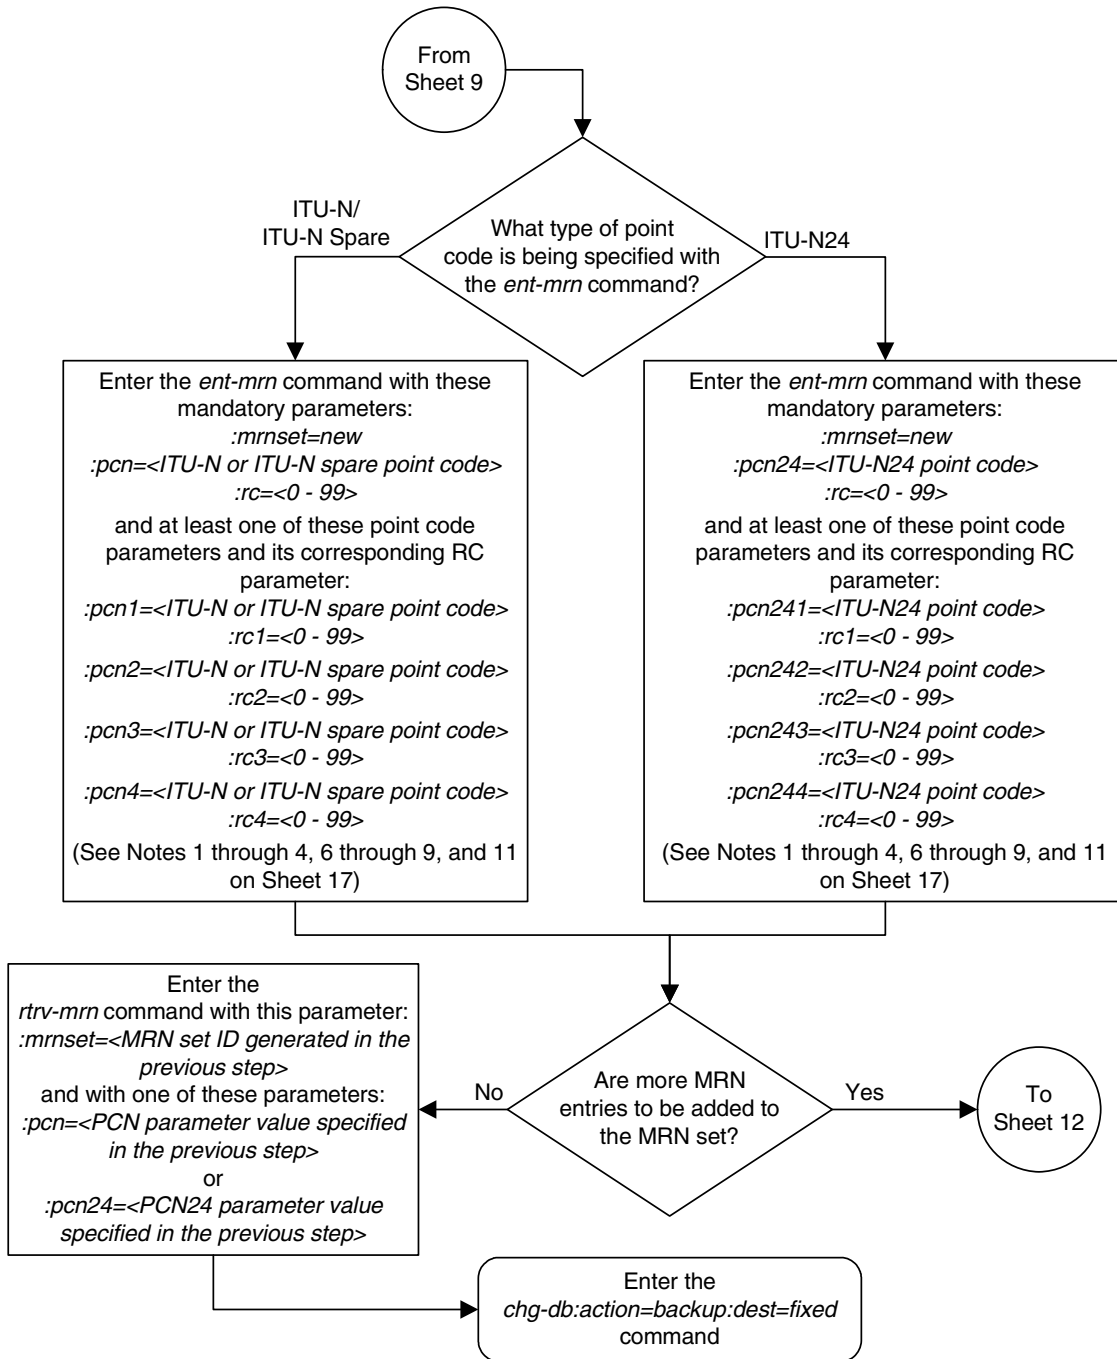 From
Sheet 9
What type of point
code is being specified with
the ent-mrn command?
ITU-N/
ITU-N Spare
ITU-N24
Enter the ent-mrn command with these
mandatory parameters:
:mrnset=new
:pcn=<ITU-N or ITU-N spare point code>
:rc=<0 - 99>
and at least one of these point code
parameters and its corresponding RC
parameter:
:pcn1=<ITU-N or ITU-N spare point code>
:rc1=<0 - 99>
:pcn2=<ITU-N or ITU-N spare point code>
:rc2=<0 - 99>
:pcn3=<ITU-N or ITU-N spare point code>
:rc3=<0 - 99>
:pcn4=<ITU-N or ITU-N spare point code>
:rc4=<0 - 99>
(See Notes 1 through 4, 6 through 9, and 11
on Sheet 17)
Enter the ent-mrn command with these
mandatory parameters:
:mrnset=new
:pcn24=<ITU-N24 point code>
:rc=<0 - 99>
and at least one of these point code
parameters and its corresponding RC
parameter:
:pcn241=<ITU-N24 point code>
:rc1=<0 - 99>
:pcn242=<ITU-N24 point code>
:rc2=<0 - 99>
:pcn243=<ITU-N24 point code>
:rc3=<0 - 99>
:pcn244=<ITU-N24 point code>
:rc4=<0 - 99>
(See Notes 1 through 4, 6 through 9, and 11
on Sheet 17)
Are more MRN
entries to be added to
the MRN set?
No
Yes
To
Sheet 12
Enter the
rtrv-mrn command with this parameter:
:mrnset=<MRN set ID generated in the
previous step>
and with one of these parameters:
:pcn=<PCN parameter value specified
in the previous step>
or
:pcn24=<PCN24 parameter value
specified in the previous step>
Enter the
chg-db:action=backup:dest=fixed
command